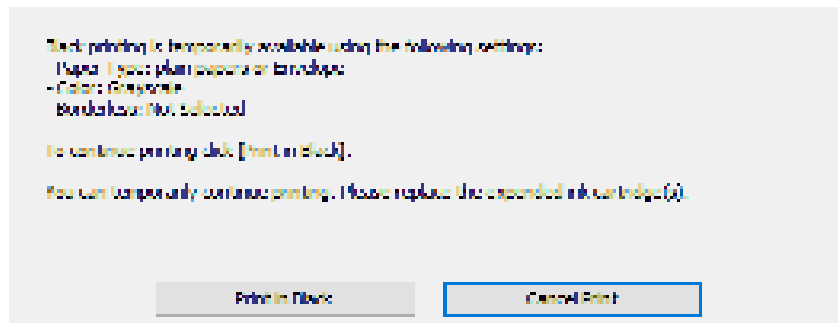 Black printing is temporarily available using the following settings:
- Paper Type: plain papers or Envelope
- Color: Grayscale
- Borderless: Not Selected
To continue printing click [Print in Black].
You can temporarily continue printing. Please replace the expended ink cartridge(s).
Print in Black
Cancel Print